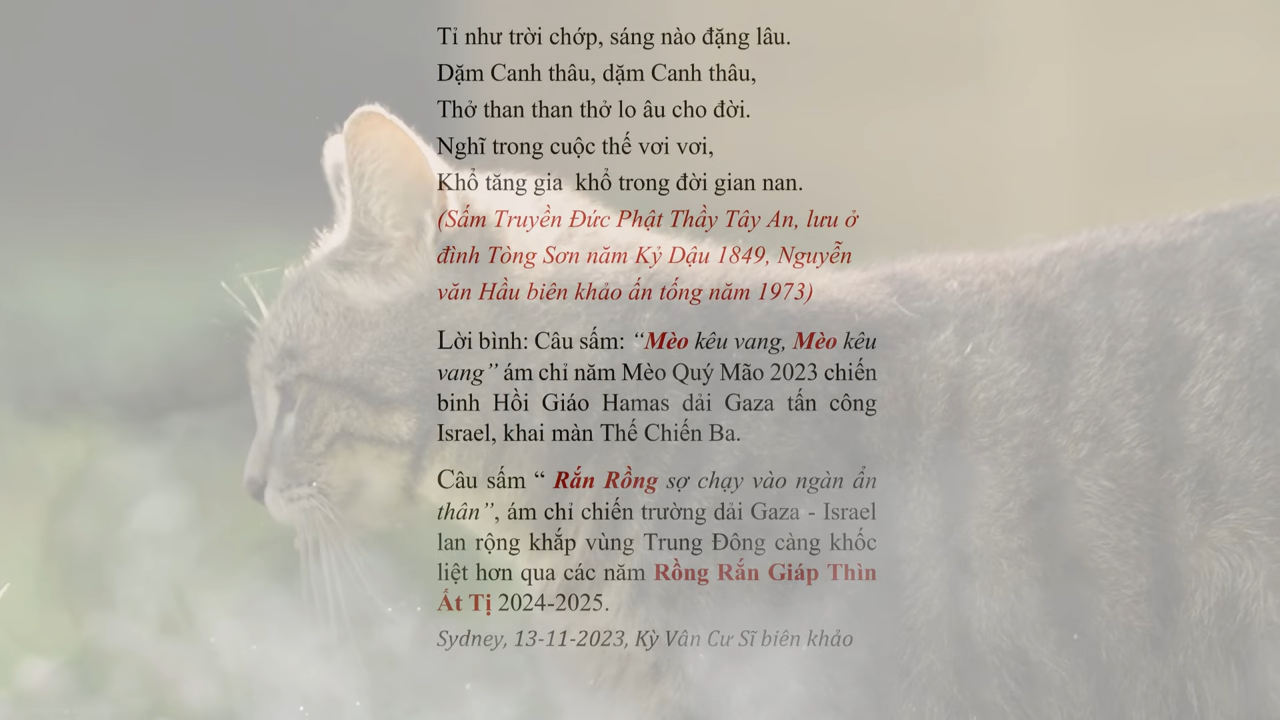 Tỉ như trời chớp, sáng nào đặng lâu.
Dặm Canh thâu, dặm Canh thâu,
Thở than than thở lo âu cho đời.
Nghĩ trong cuộc thế vơi vơi,
Khổ tăng gia khổ trong đời gian nan.
(Sấm Truyền Đức Phật Thầy Tây An, lưu ở
đình Tòng Sơn năm Kỷ Dậu 1849, Nguyễn
văn Hầu biên khảo ấn tống năm 1973)
Lời bình: Câu sấm: “Mèo kêu vang, Mèo kêu
vang” ám chỉ năm Mèo Quý Mão 2023 chiến
binh Hồi Giáo Hamas dải Gaza tấn công
Israel, khai màn Thế Chiến Ba.
Câu sấm “ Rắn Rồng sợ chạy vào ngàn ẩn
thân”, ám chỉ chiến trường dải Gaza - Israel
lan rộng khắp vùng Trung Đông càng khốc
liệt hơn qua các năm Rồng Rắn Giáp Thìn
Ất Tị 2024-2025.
Sydney, 13-11-2023, Kỳ Vân Cư Sĩ biên khảo